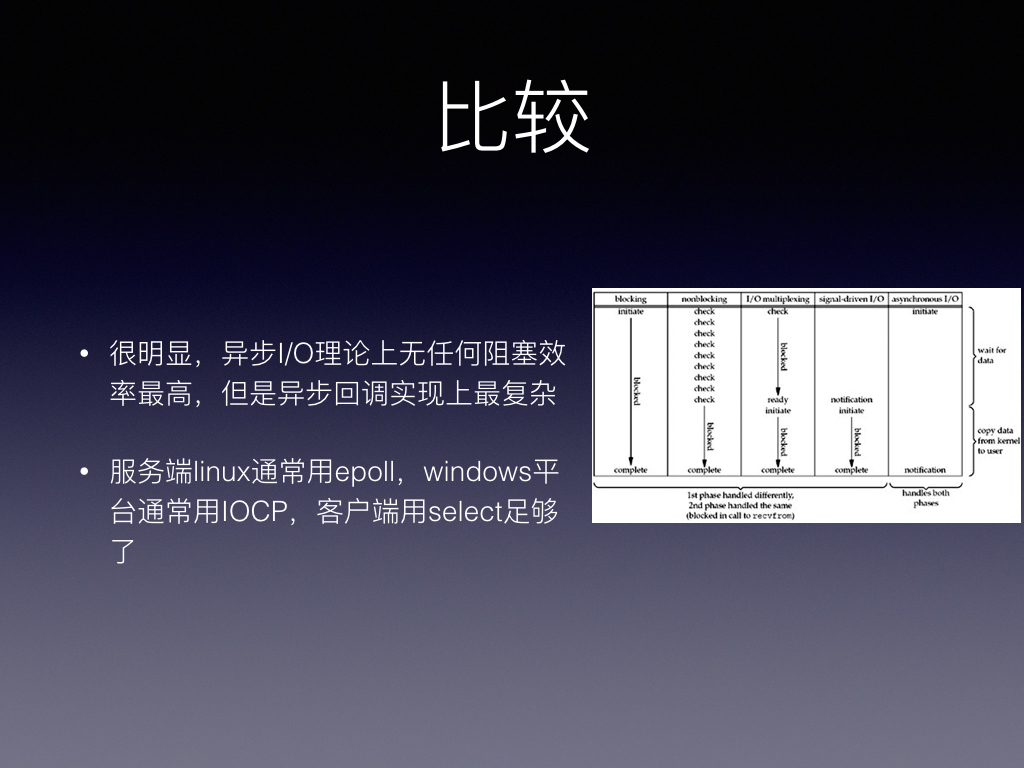 比较
• 很明显，异步I/O理论上无任何阻塞效
率最高，但是异步回调实现上最复杂
• 服务端linux通常用epoll，windows平
台通常用IOCP，客户端用select足够
了
blocking nonblocking I/O multiplexing signal-driven I/O asynchronous I/O
initiate check check initiate
check
check
check
check
check
check
check
check ready notification
initiate initiate
blocked
blocked
blocked
blocked
blocked
complete complete complete complete notification
wait for
data
copy data
from kernel
to user
1st phase handled differently,
2nd phase handled the same
(blocked in call to recvfrom)
handles both
phases